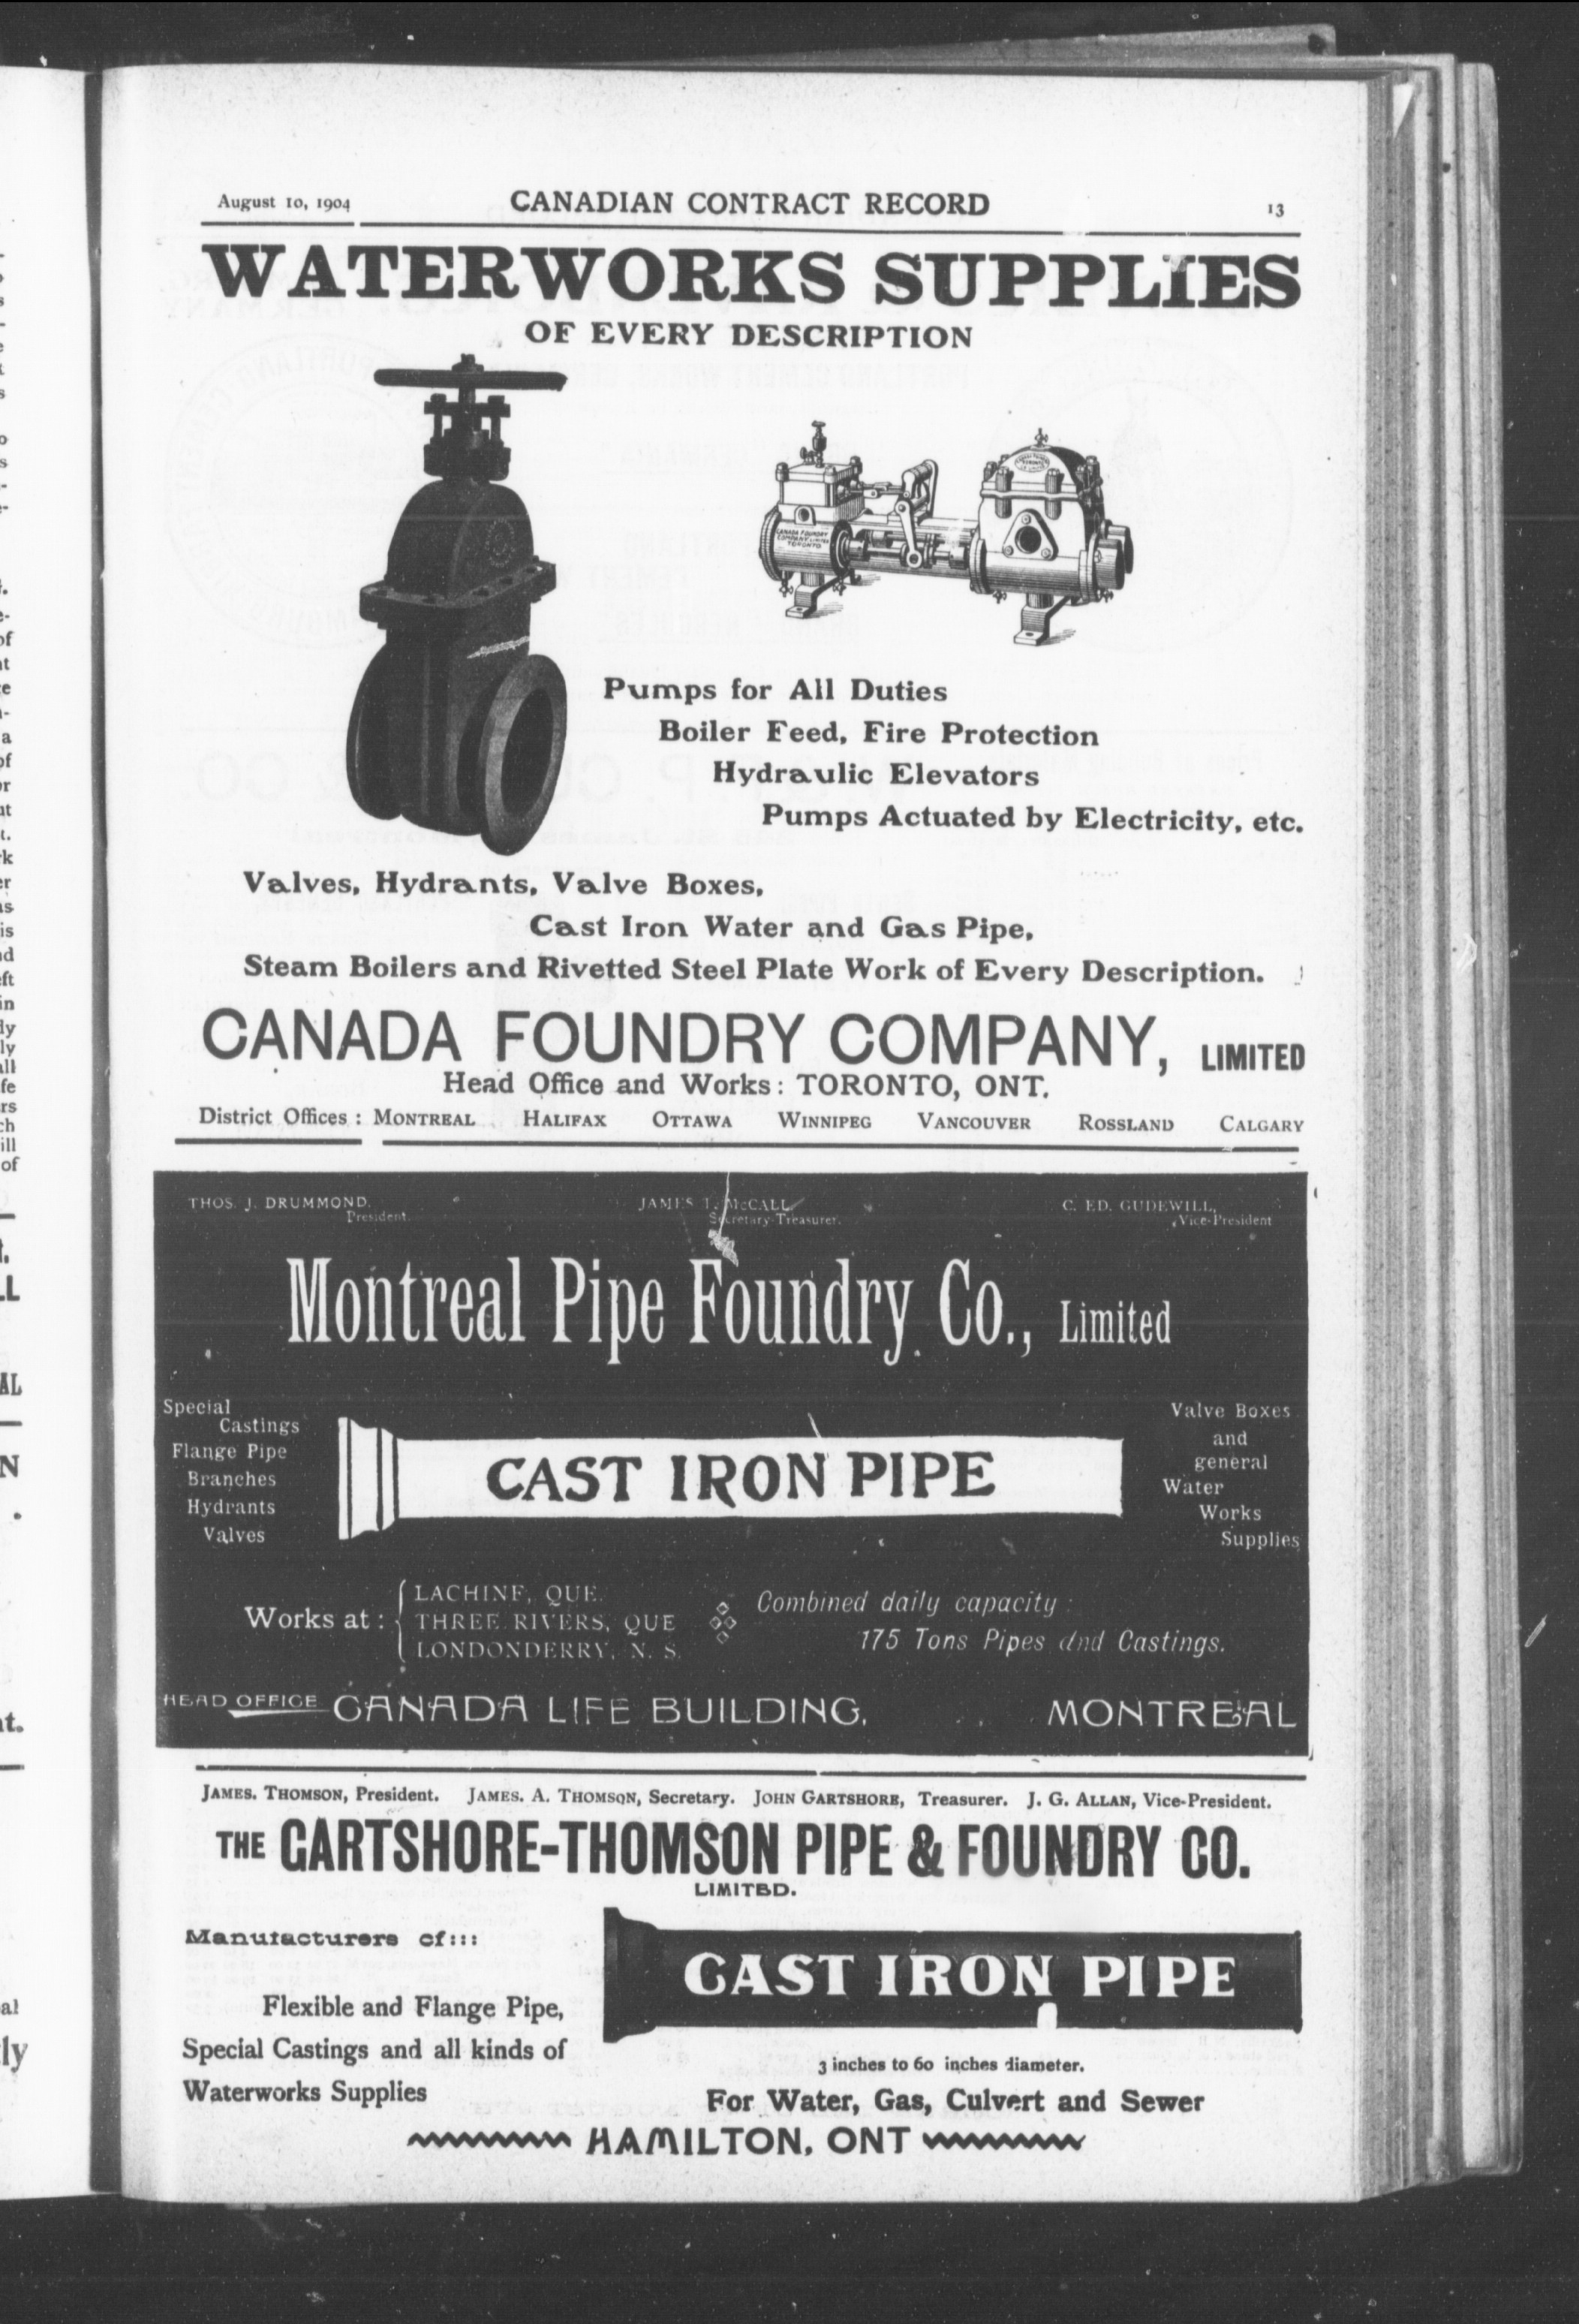 August 10, 1904 CANADIAN CONTRACT RECORD 13
WATERWORKS SUPPLIES
OF EVERY DESCRIPTION
CANADA FOUNDRY
COMPANY LIMITED
TORONTO
Pumps for All Duties
Boiler Feed, Fire Protection
Hydraulic Elevators
Pumps Actuated by Electricity, etc.
Valves, Hydrants, Valve Boxes,
Cast Iron Water and Gas Pipe,
Steam Boilers and Rivetted Steel Plate Work of Every Description.
CANADA FOUNDRY COMPANY, LIMITED
Head Office and Works: TORONTO, ONT.
District Offices: MONTREAL HALIFAX OTTAWA WINNIPEG VANCOUVER ROSSLAND CALGARY
THOS. J. DRUMMOND, JAMES T. McCALL C. ED. GUDEWILL,
President. Secretary-Treasurer. Vice-President
Montreal Pipe Foundry Co., Limited
Special
Castings
Flange Pipe
Branches
Hydrants
Valves
CAST IRON PIPE
Valve Boxes
and
general
Water
Works
Supplies
Works at:
LACHINE, QUE.
THREE RIVERS, QUE
LONDONDERRY, N. S.
Combined daily capacity:
175 Tons Pipes and Castings.
HEAD OFFICE CANADA LIFE BUILDING, MONTREAL
JAMES. THOMSON, President. JAMES. A. THOMSON, Secretary. JOHN GARTSHORE, Treasurer. J. G. ALLAN, Vice-President.
THE GARTSHORE-THOMSON PIPE & FOUNDRY CO.
LIMITED.
Manufacturers of:::
Flexible and Flange Pipe,
Special Castings and all kinds of
Waterworks Supplies
CAST IRON PIPE
3 inches to 60 inches diameter.
For Water, Gas, Culvert and Sewer
HAMILTON, ONT